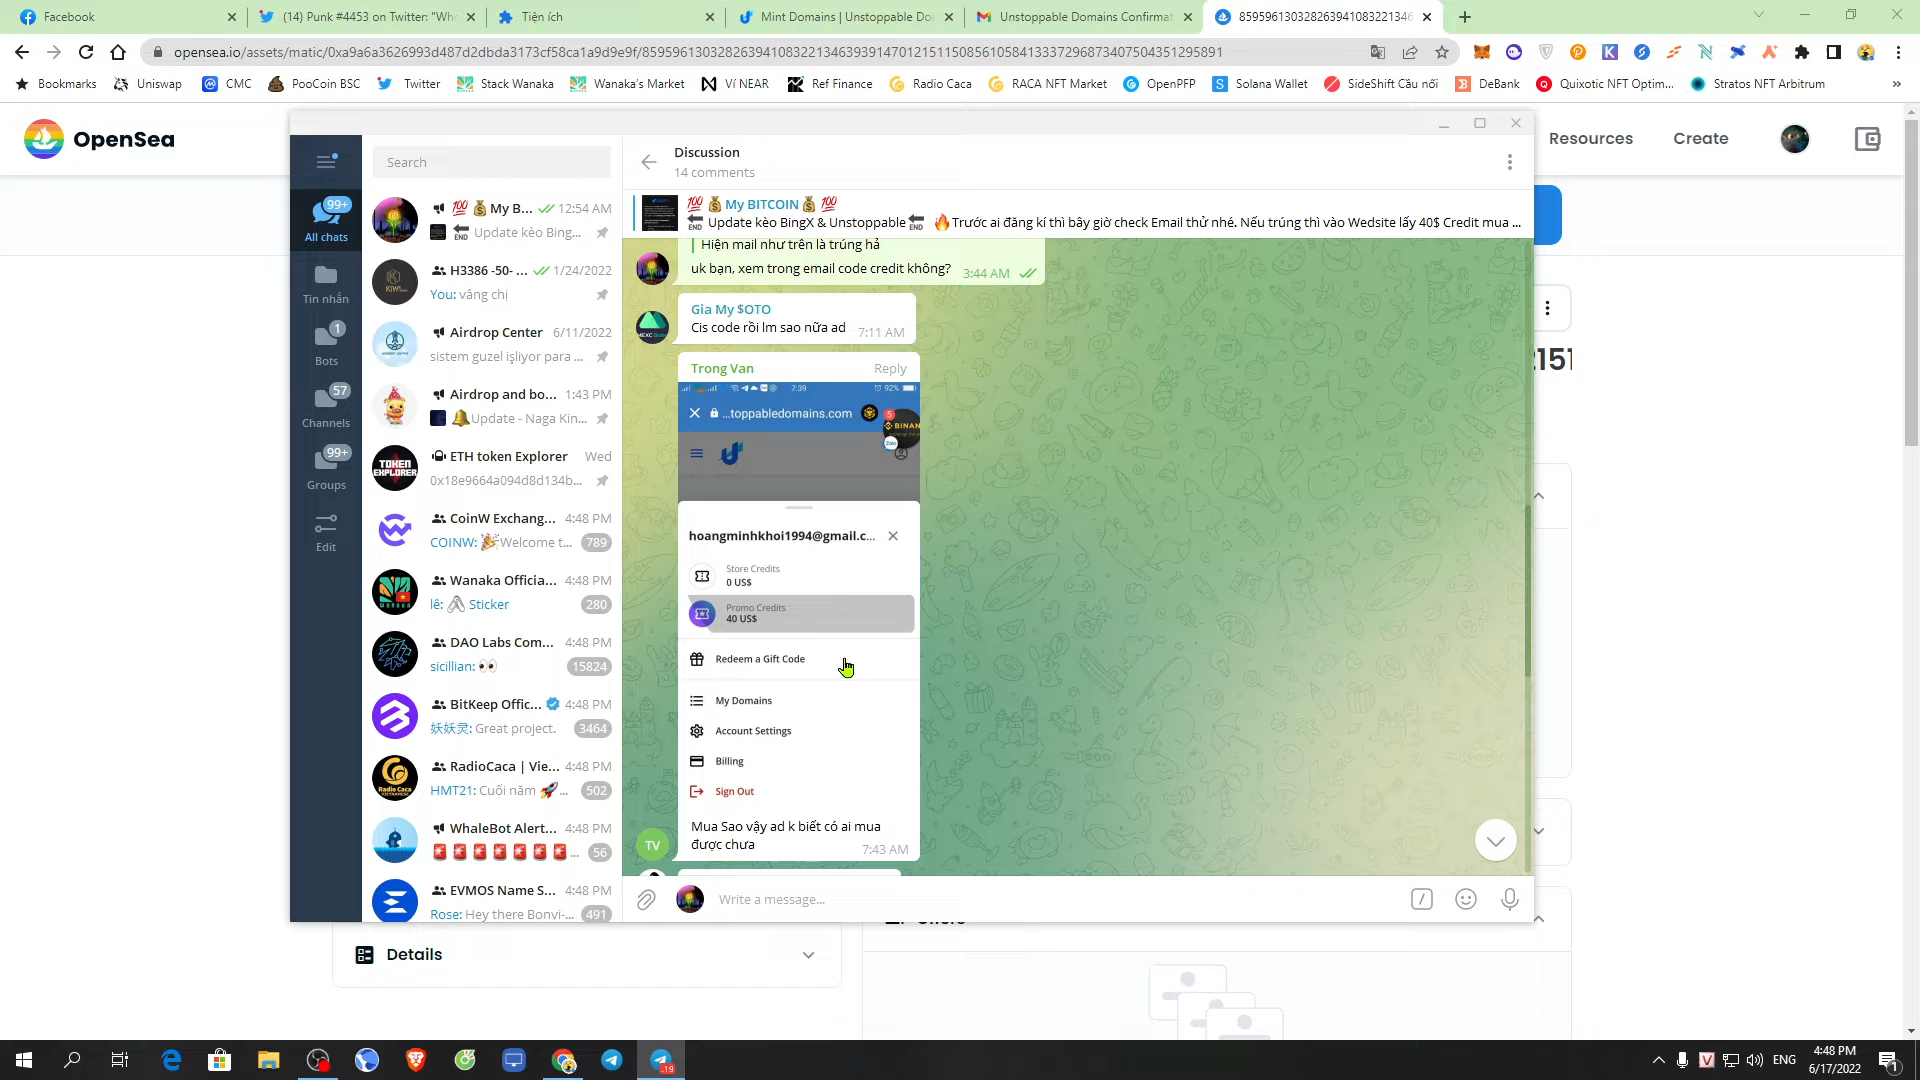 Facebook
(14) Punk #4453 on Twitter: "Whr
Tiện ích
Mint Domains | Unstoppable Do
Unstoppable Domains Confirmat
85959613032826394108322134
opensea.io/assets/matic/0xa9a6a3626993d487d2dbda3173cf58ca1a9d9e9f/85959613032826394108322134639391470121511508561058413337296873407504351295891
Bookmarks
Uniswap
CMC
PooCoin BSC
Twitter
Stack Wanaka
Wanaka's Market
Ví NEAR
Ref Finance
Radio Caca
RACA NFT Market
OpenPFP
Solana Wallet
SideShift Cầu nối
DeBank
Quixotic NFT Optim...
Stratos NFT Arbitrum
OpenSea
Resources
Create
Search
Discussion
14 comments
99+
All chats
Tin nhắn
1
Bots
57
Channels
99+
Groups
Edit
💯 💰 My B... 12:54 AM
🔚 Update kèo Bing...
H3386 -50- ... 1/24/2022
You: vâng chị
Airdrop Center 6/11/2022
sistem guzel işliyor para ...
Airdrop and bo... 1:43 PM
🔔Update - Naga Kin...
ETH token Explorer Wed
0x18e9664a094d8d134b...
TOKEN
EXPLORER
CoinW Exchang... 4:48 PM
COINW: 🎉Welcome t... 789
Wanaka Officia... 4:48 PM
lê: Sticker 280
DAO Labs Com... 4:48 PM
sicillian: 👀 15824
BitKeep Offic... 4:48 PM
妖妖灵: Great project. 3464
RadioCaca | Vie... 4:48 PM
HMT21: Cuối năm 🚀... 502
WhaleBot Alert... 4:48 PM
🚨🚨🚨🚨🚨🚨🚨... 56
EVMOS Name S... 4:48 PM
Rose: Hey there Bonvi-... 491
💯 💰My BITCOIN💰 💯
🔚 Update kèo BingX & Unstoppable🔚 🔥Trước ai đăng kí thì bây giờ check Email thử nhé. Nếu trúng thì vào Wedsite lấy 40$ Credit mua ...
Hiện mail như trên là trúng hả
uk bạn, xem trong email code credit không? 3:44 AM
Gia My $OTO
Cis code rồi lm sao nữa ad 7:11 AM
Trong Van Reply
7:39 92%
...toppabledomains.com
5
BINAN
Zalo
hoangminhkhoi1994@gmail.c...
Store Credits
0 US$
Promo Credits
40 US$
Redeem a Gift Code
My Domains
Account Settings
Billing
Sign Out
Mua Sao vậy ad k biết có ai mua
được chưa 7:43 AM
TV
Write a message...
Details
ENG
4:48 PM
6/17/2022